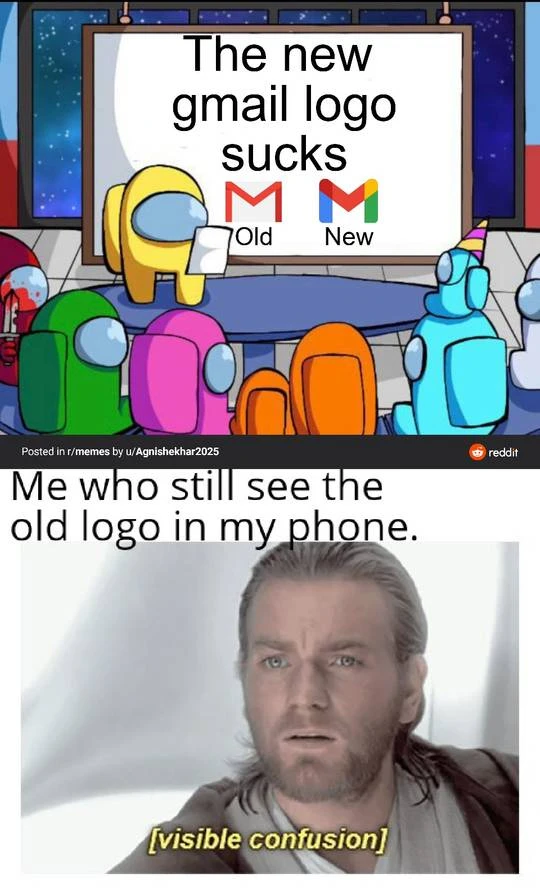 The new
gmail logo
sucks
Old New
Posted in r/memes by u/Agnishekhar2025
reddit
Me who still see the
old logo in my phone.
[visible confusion]